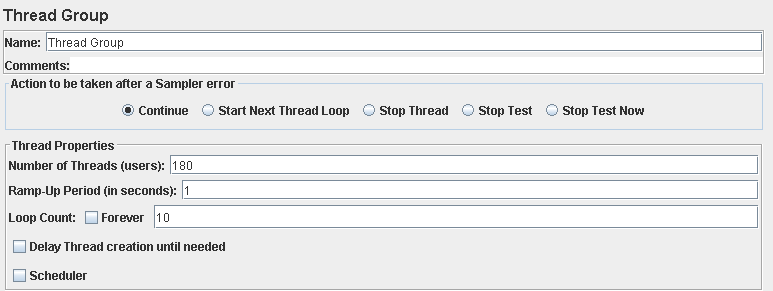 Thread Group
Name: Thread Group
Comments:
Action to be taken after a Sampler error
Continue Start Next Thread Loop Stop Thread Stop Test Stop Test Now
Thread Properties
Number of Threads (users): 180
Ramp-Up Period (in seconds): 1
Loop Count: Forever 10
Delay Thread creation until needed
Scheduler